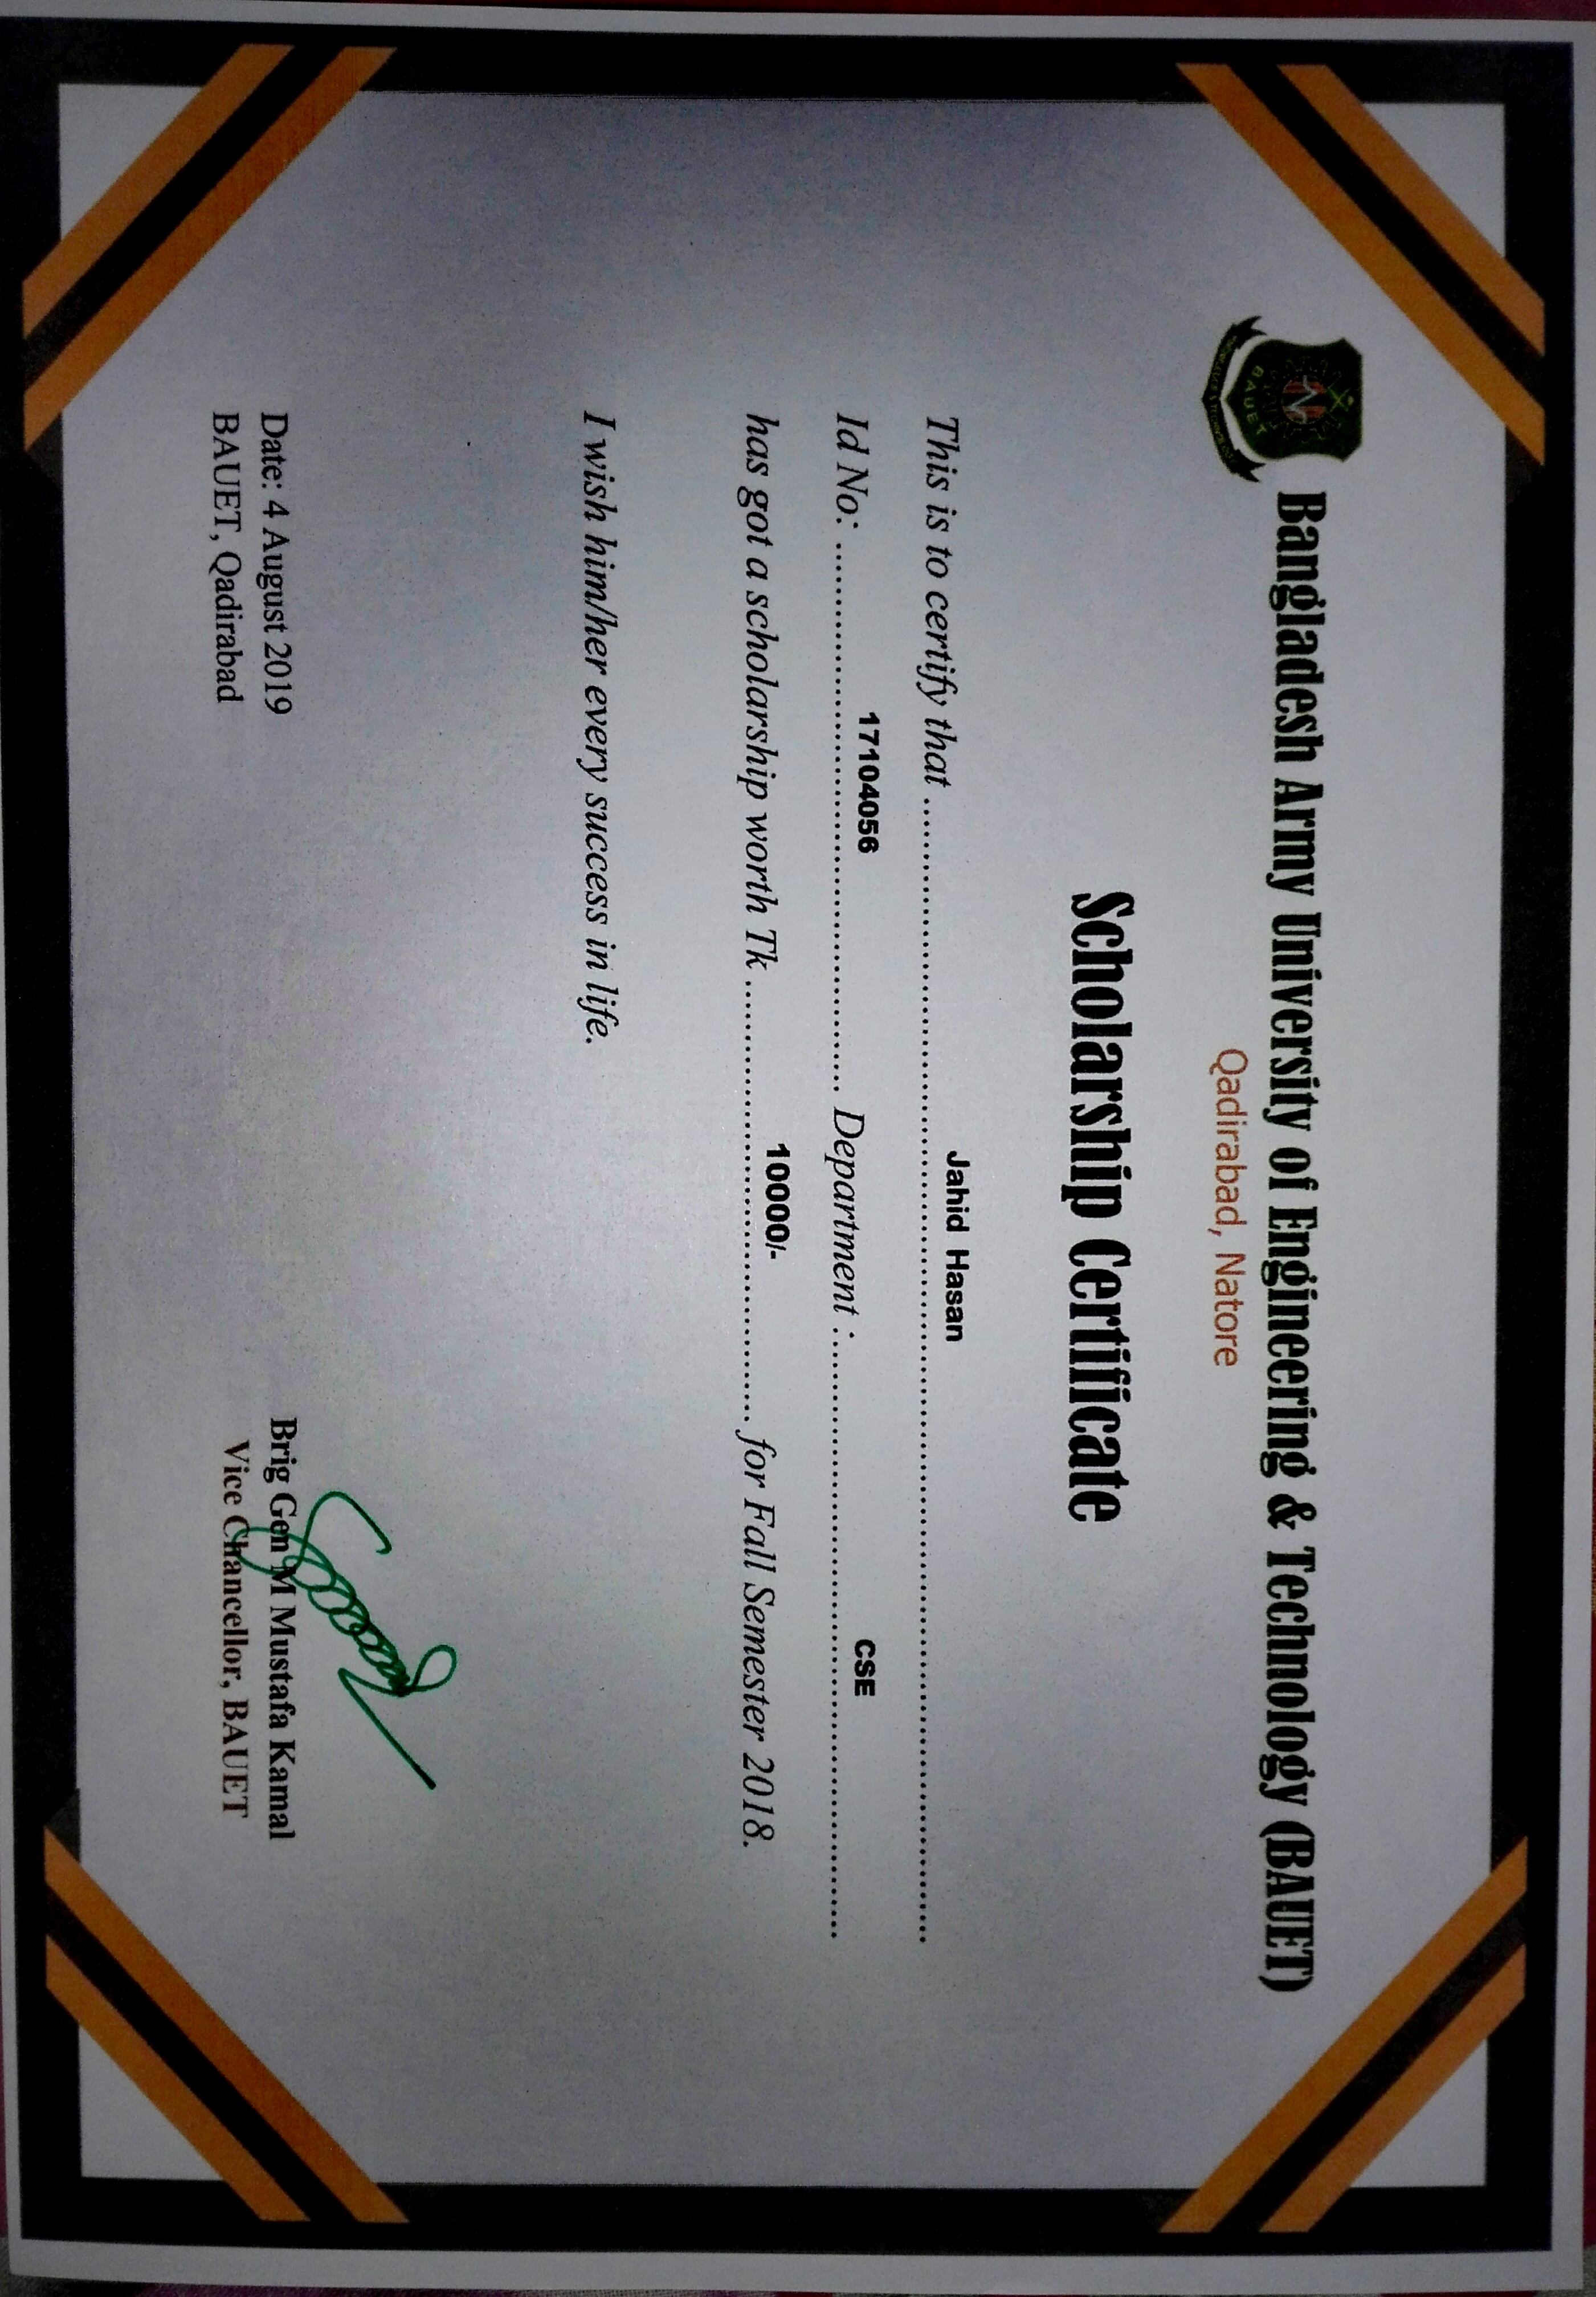 BAUET
KNOWLEDGE & TECHNOLOGY
Bangladesh Army University of Engineering & Technology (BAUET)
Qadirabad, Natore
Scholarship Certificate
This is to certify that ........ Jahid Hasan ........
Id No: ........ 17104056 ........ Department :........ CSE ........
has got a scholarship worth Tk ........ 10000/- ........ for Fall Semester 2018.
I wish him/her every success in life.
Date: 4 August 2019
BAUET, Qadirabad
Brig Gen M Mustafa Kamal
Vice Chancellor, BAUET